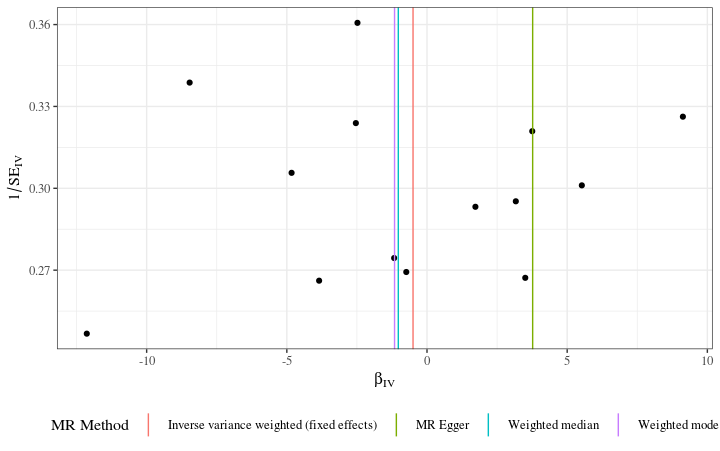 0.36
0.33
0.30
0.27
1/SE_IV
-10 -5 0 5 10
β_IV
MR Method Inverse variance weighted (fixed effects) MR Egger Weighted median Weighted mode